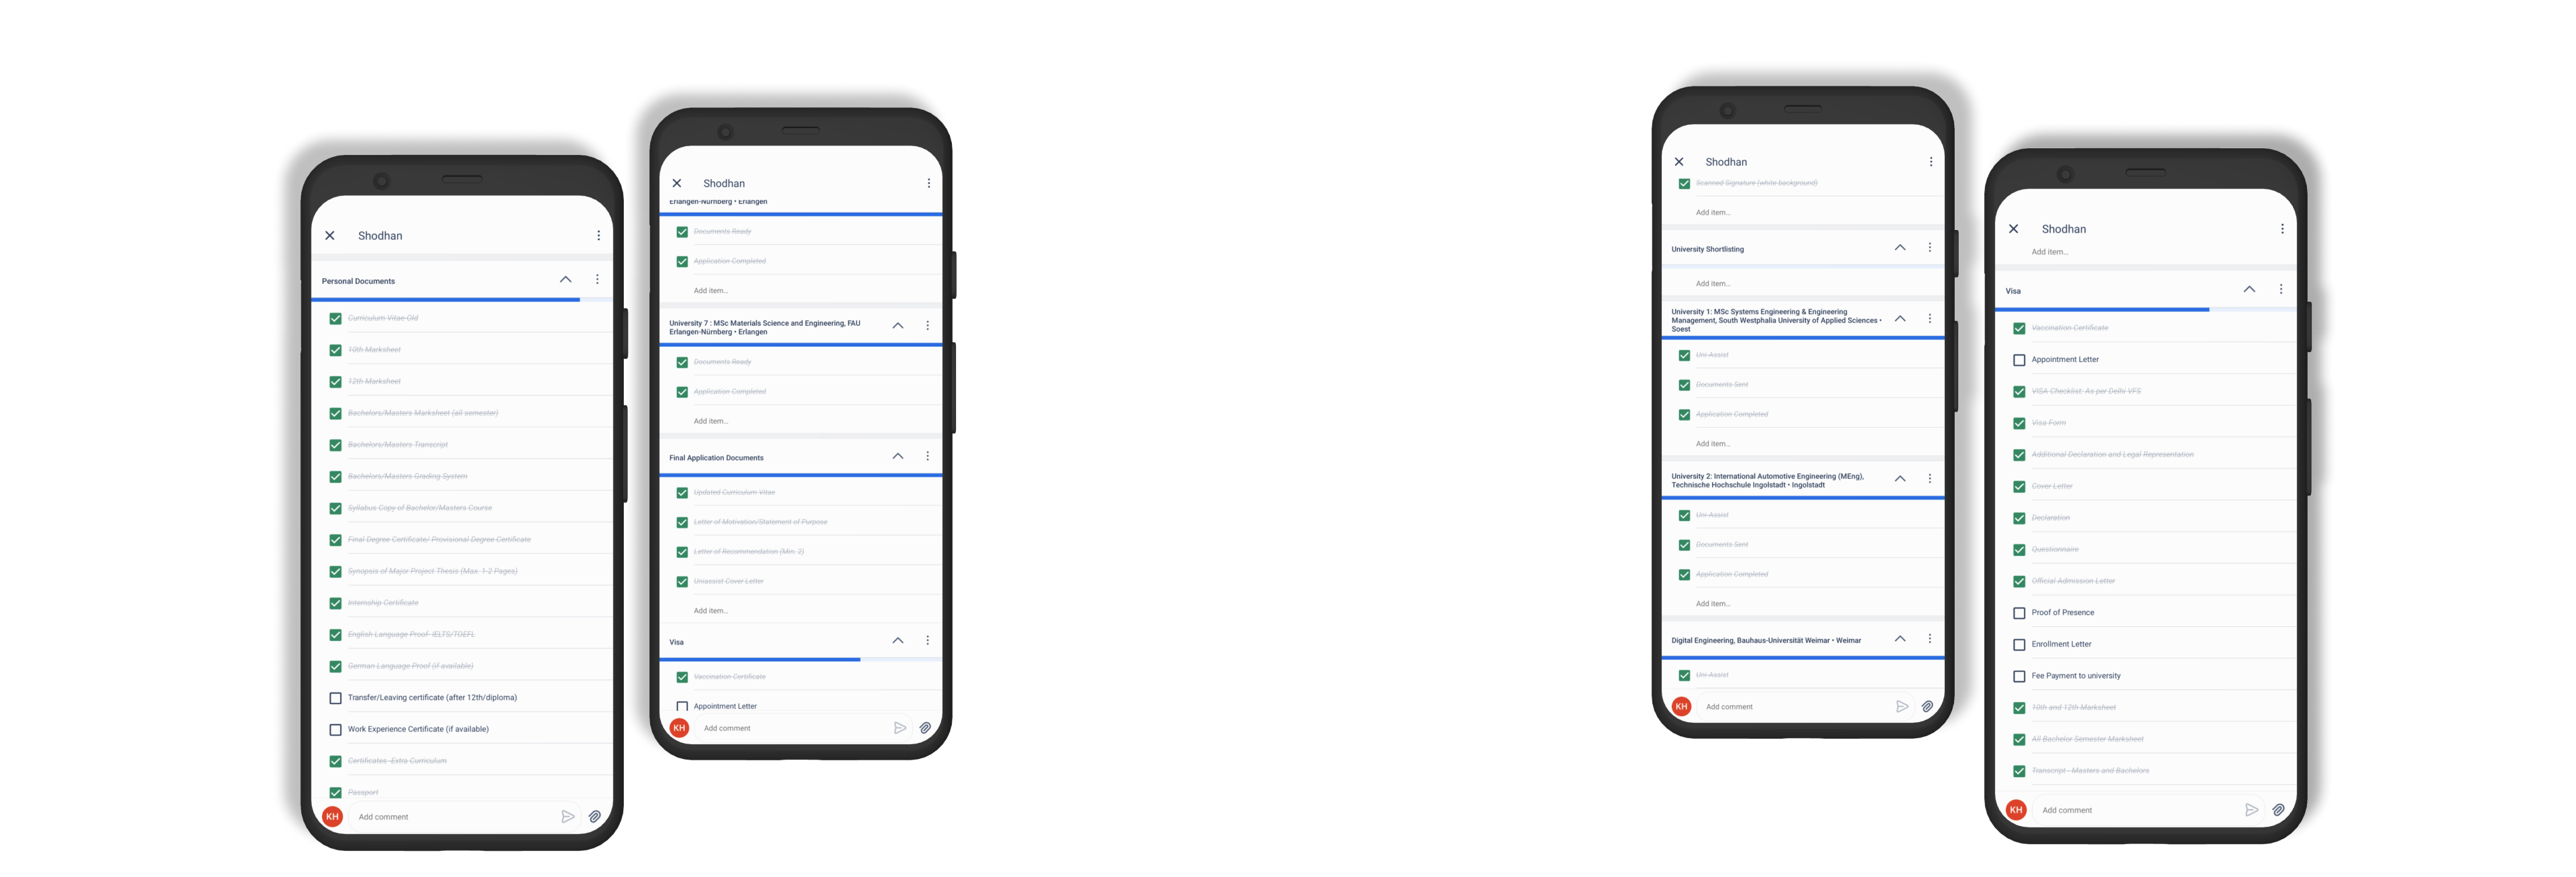 Shodhan
Personal Documents
Curriculum Vitae Old
10th Marksheet
12th Marksheet
Bachelors/Masters Marksheet (all semester)
Bachelors/Masters Transcript
Bachelors/Masters Grading System
Syllabus Copy of Bachelor/Masters Course
Final Degree Certificate/ Provisional Degree Certificate
Synopsis of Major Project Thesis (Max. 1-2 Pages)
Internship Certificate
English Language Proof- IELTS/TOEFL
German Language Proof (if available)
Transfer/Leaving certificate (after 12th/diploma)
Work Experience Certificate (if available)
Certificates -Extra Curriculum
Passport
KH
Add comment
Shodhan
Erlangen-Nürnberg • Erlangen
Documents Ready
Application Completed
Add item...
University 7 : MSc Materials Science and Engineering, FAU
Erlangen-Nürnberg • Erlangen
Documents Ready
Application Completed
Add item...
Final Application Documents
Updated Curriculum Vitae
Letter of Motivation/Statement of Purpose
Letter of Recommendation (Min. 2)
Uniassist Cover Letter
Add item...
Visa
Vaccination Certificate
Appointment Letter
KH
Add comment
Shodhan
Scanned Signature (white background)
Add item...
University Shortlisting
Add item...
University 1: MSc Systems Engineering & Engineering
Management, South Westphalia University of Applied Sciences •
Soest
Uni-Assist
Documents Sent
Application Completed
Add item...
University 2: International Automotive Engineering (MEng),
Technische Hochschule Ingolstadt • Ingolstadt
Uni-Assist
Documents Sent
Application Completed
Add item...
Digital Engineering, Bauhaus-Universität Weimar • Weimar
Uni-Assist
KH
Add comment
Shodhan
Add item...
Visa
Vaccination Certificate
Appointment Letter
VISA Checklist: As per Delhi VFS
Visa Form
Additional Declaration and Legal Representation
Cover Letter
Declaration
Questionnaire
Official Admission Letter
Proof of Presence
Enrollment Letter
Fee Payment to university
10th and 12th Marksheet
All Bachelor Semester Marksheet
Transcript - Masters and Bachelors
KH
Add comment